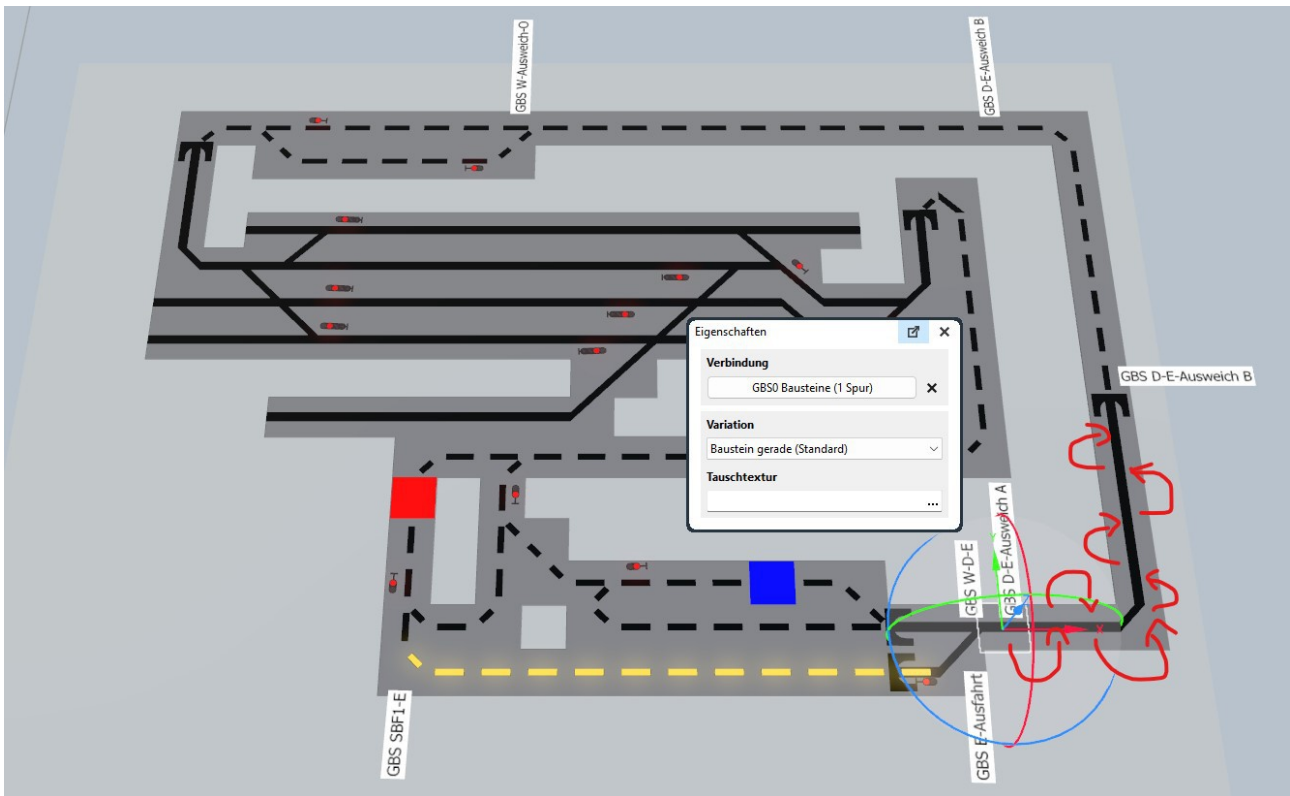 GBS W-Ausweich-O
GBS D-E-Ausweich B
GBS D-E-Ausweich B
Eigenschaften
Verbindung
GBS0 Bausteine (1 Spur)
Variation
Baustein gerade (Standard)
Tauschtextur
...
GBS W-D-E
GBS D-E-Ausweich A
Y
X
GBS SBF1-E
GBS E-Ausfahrt